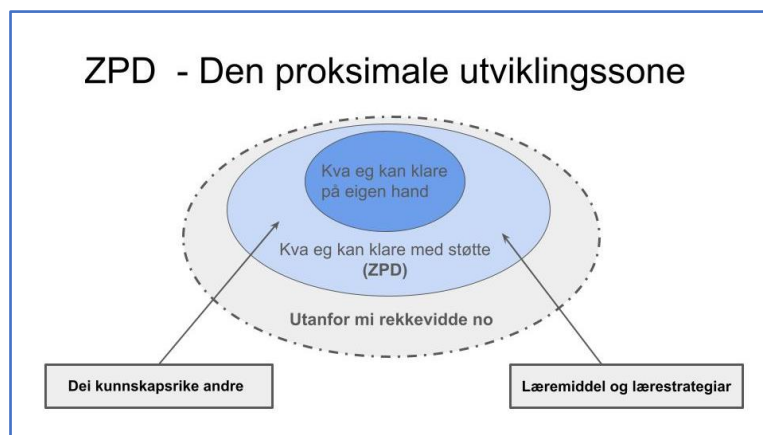 ZPD - Den proksimale utviklingssone
Kva eg kan klare
på eigen hand
Kva eg kan klare med støtte
(ZPD)
Utanfor mi rekkevidde no
Dei kunnskapsrike andre
Læremiddel og lærestrategiar